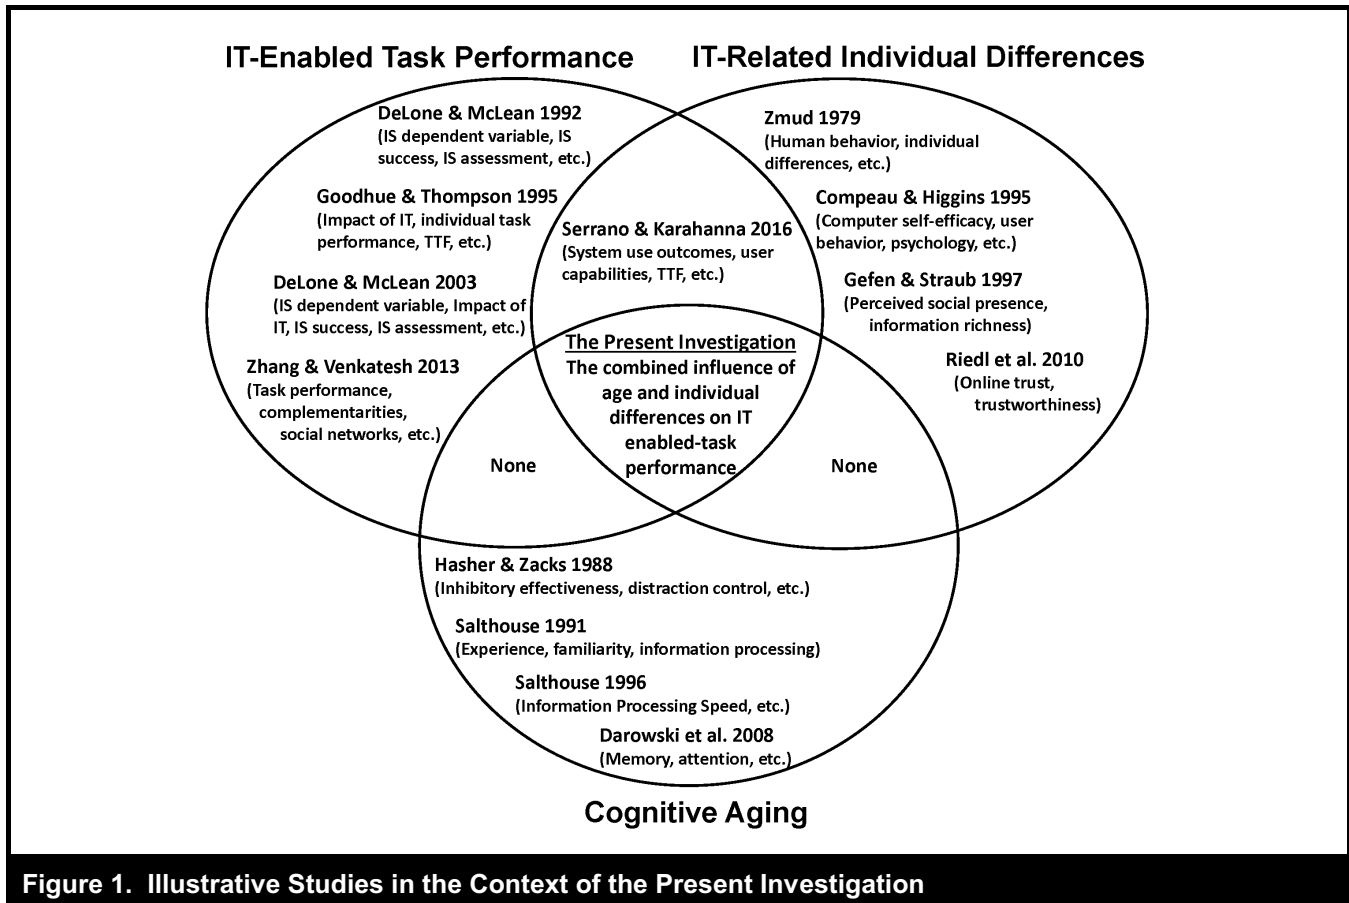 IT-Enabled Task Performance
IT-Related Individual Differences
DeLone & McLean 1992
(IS dependent variable, IS
success, IS assessment, etc.)
Goodhue & Thompson 1995
(Impact of IT, individual task
performance, TTF, etc.)
DeLone & McLean 2003
(IS dependent variable, Impact of
IT, IS success, IS assessment, etc.)
Zhang & Venkatesh 2013
(Task performance,
complementarities,
social networks, etc.)
Serrano & Karahanna 2016
(System use outcomes, user
capabilities, TTF, etc.)
Zmud 1979
(Human behavior, individual
differences, etc.)
Compeau & Higgins 1995
(Computer self-efficacy, user
behavior, psychology, etc.)
Gefen & Straub 1997
(Perceived social presence,
information richness)
Riedl et al. 2010
(Online trust,
trustworthiness)
The Present Investigation
The combined influence of
age and individual
differences on IT
enabled-task
performance
None
None
Hasher & Zacks 1988
(Inhibitory effectiveness, distraction control, etc.)
Salthouse 1991
(Experience, familiarity, information processing)
Salthouse 1996
(Information Processing Speed, etc.)
Darowski et al. 2008
(Memory, attention, etc.)
Cognitive Aging
Figure 1. Illustrative Studies in the Context of the Present Investigation